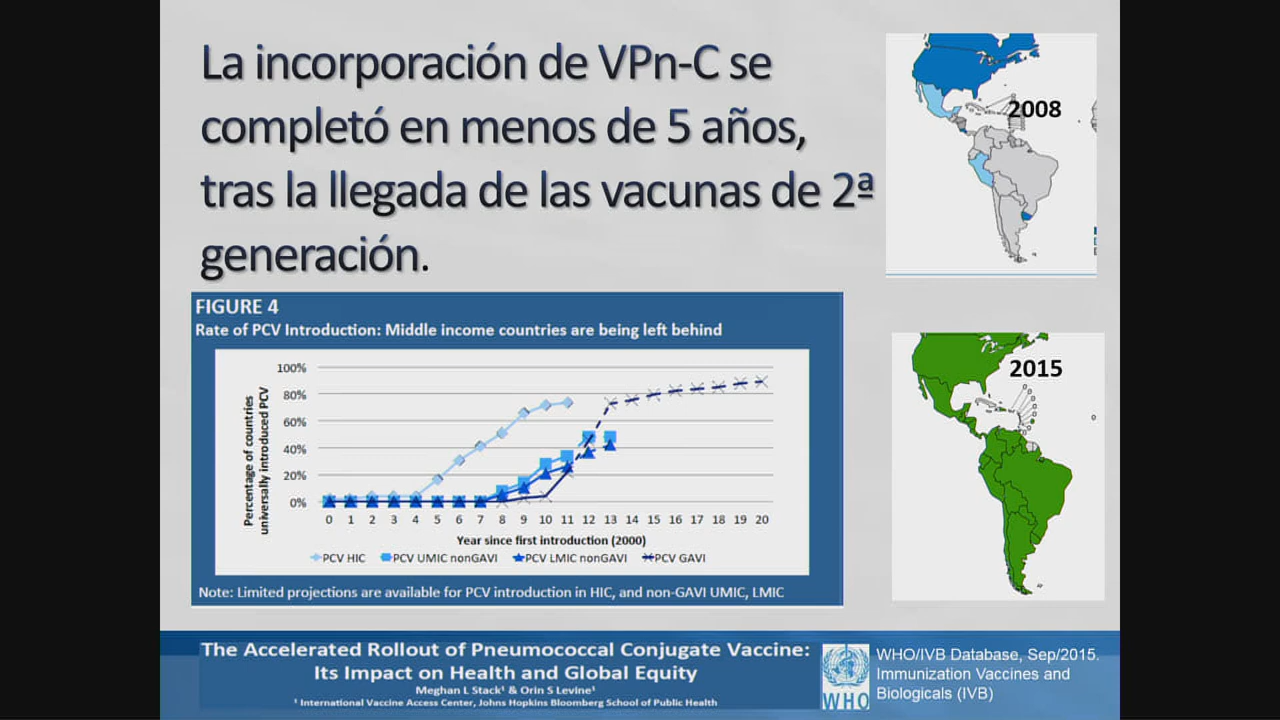 La incorporación de VPn-C se
completó en menos de 5 años,
tras la llegada de las vacunas de 2ª
generación.
2008
FIGURE 4
Rate of PCV Introduction: Middle income countries are being left behind
Percentage of countries
universally introduced PCV
100%
80%
60%
40%
20%
0%
0 1 2 3 4 5 6 7 8 9 10 11 12 13 14 15 16 17 18 19 20
Year since first introduction (2000)
PCV HIC PCV UMIC nonGAVI PCV LMIC nonGAVI PCV GAVI
Note: Limited projections are available for PCV introduction in HIC, and non-GAVI UMIC, LMIC
2015
The Accelerated Rollout of Pneumococcal Conjugate Vaccine:
Its Impact on Health and Global Equity
Meghan L Stack¹ & Orin S Levine¹
¹ International Vaccine Access Center, Johns Hopkins Bloomberg School of Public Health
WHO
WHO/IVB Database, Sep/2015.
Immunization Vaccines and
Biologicals (IVB)